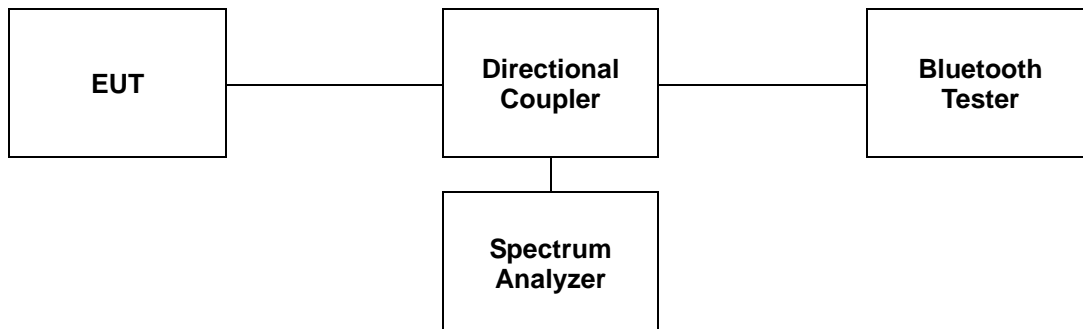 EUT
Directional
Coupler
Bluetooth
Tester
Spectrum
Analyzer